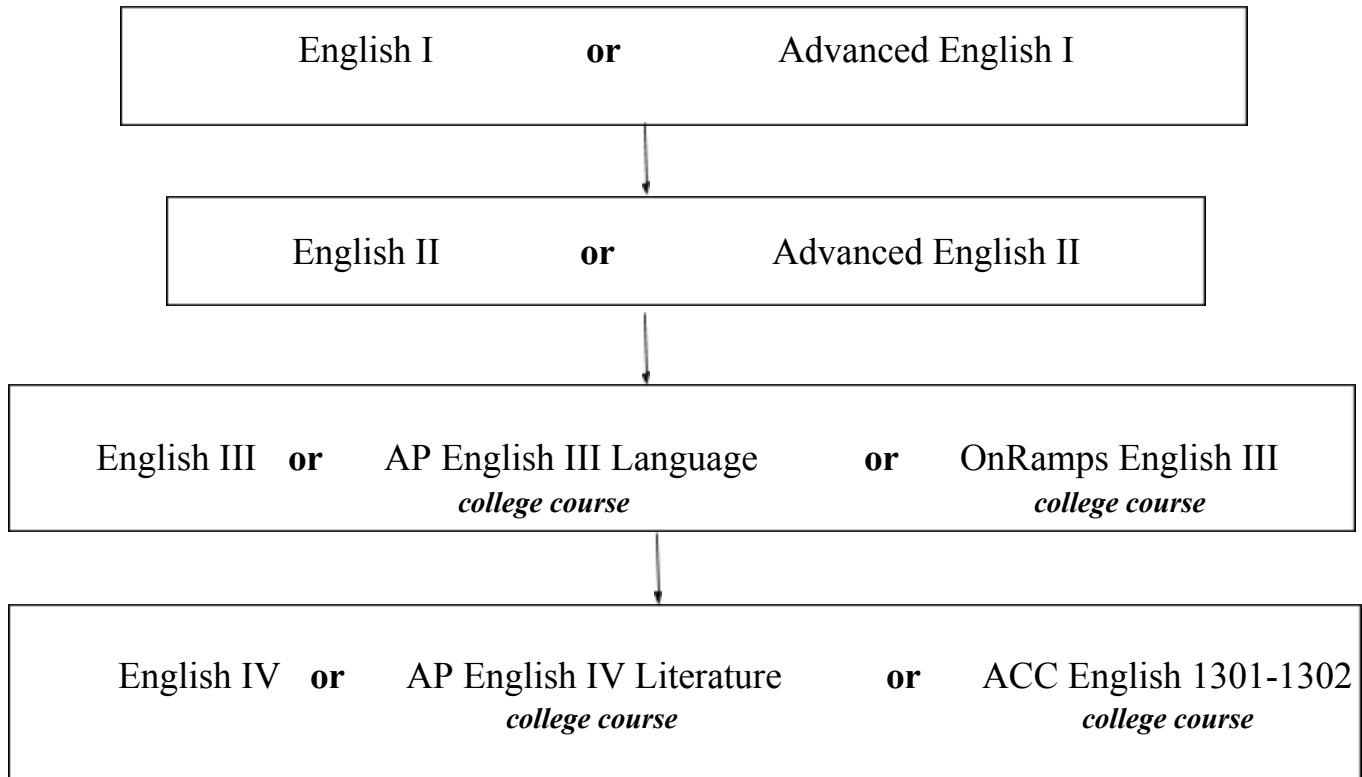 English I or Advanced English I
English II or Advanced English II
English III or AP English III Language or OnRamps English III
college course college course
English IV or AP English IV Literature or ACC English 1301-1302
college course college course